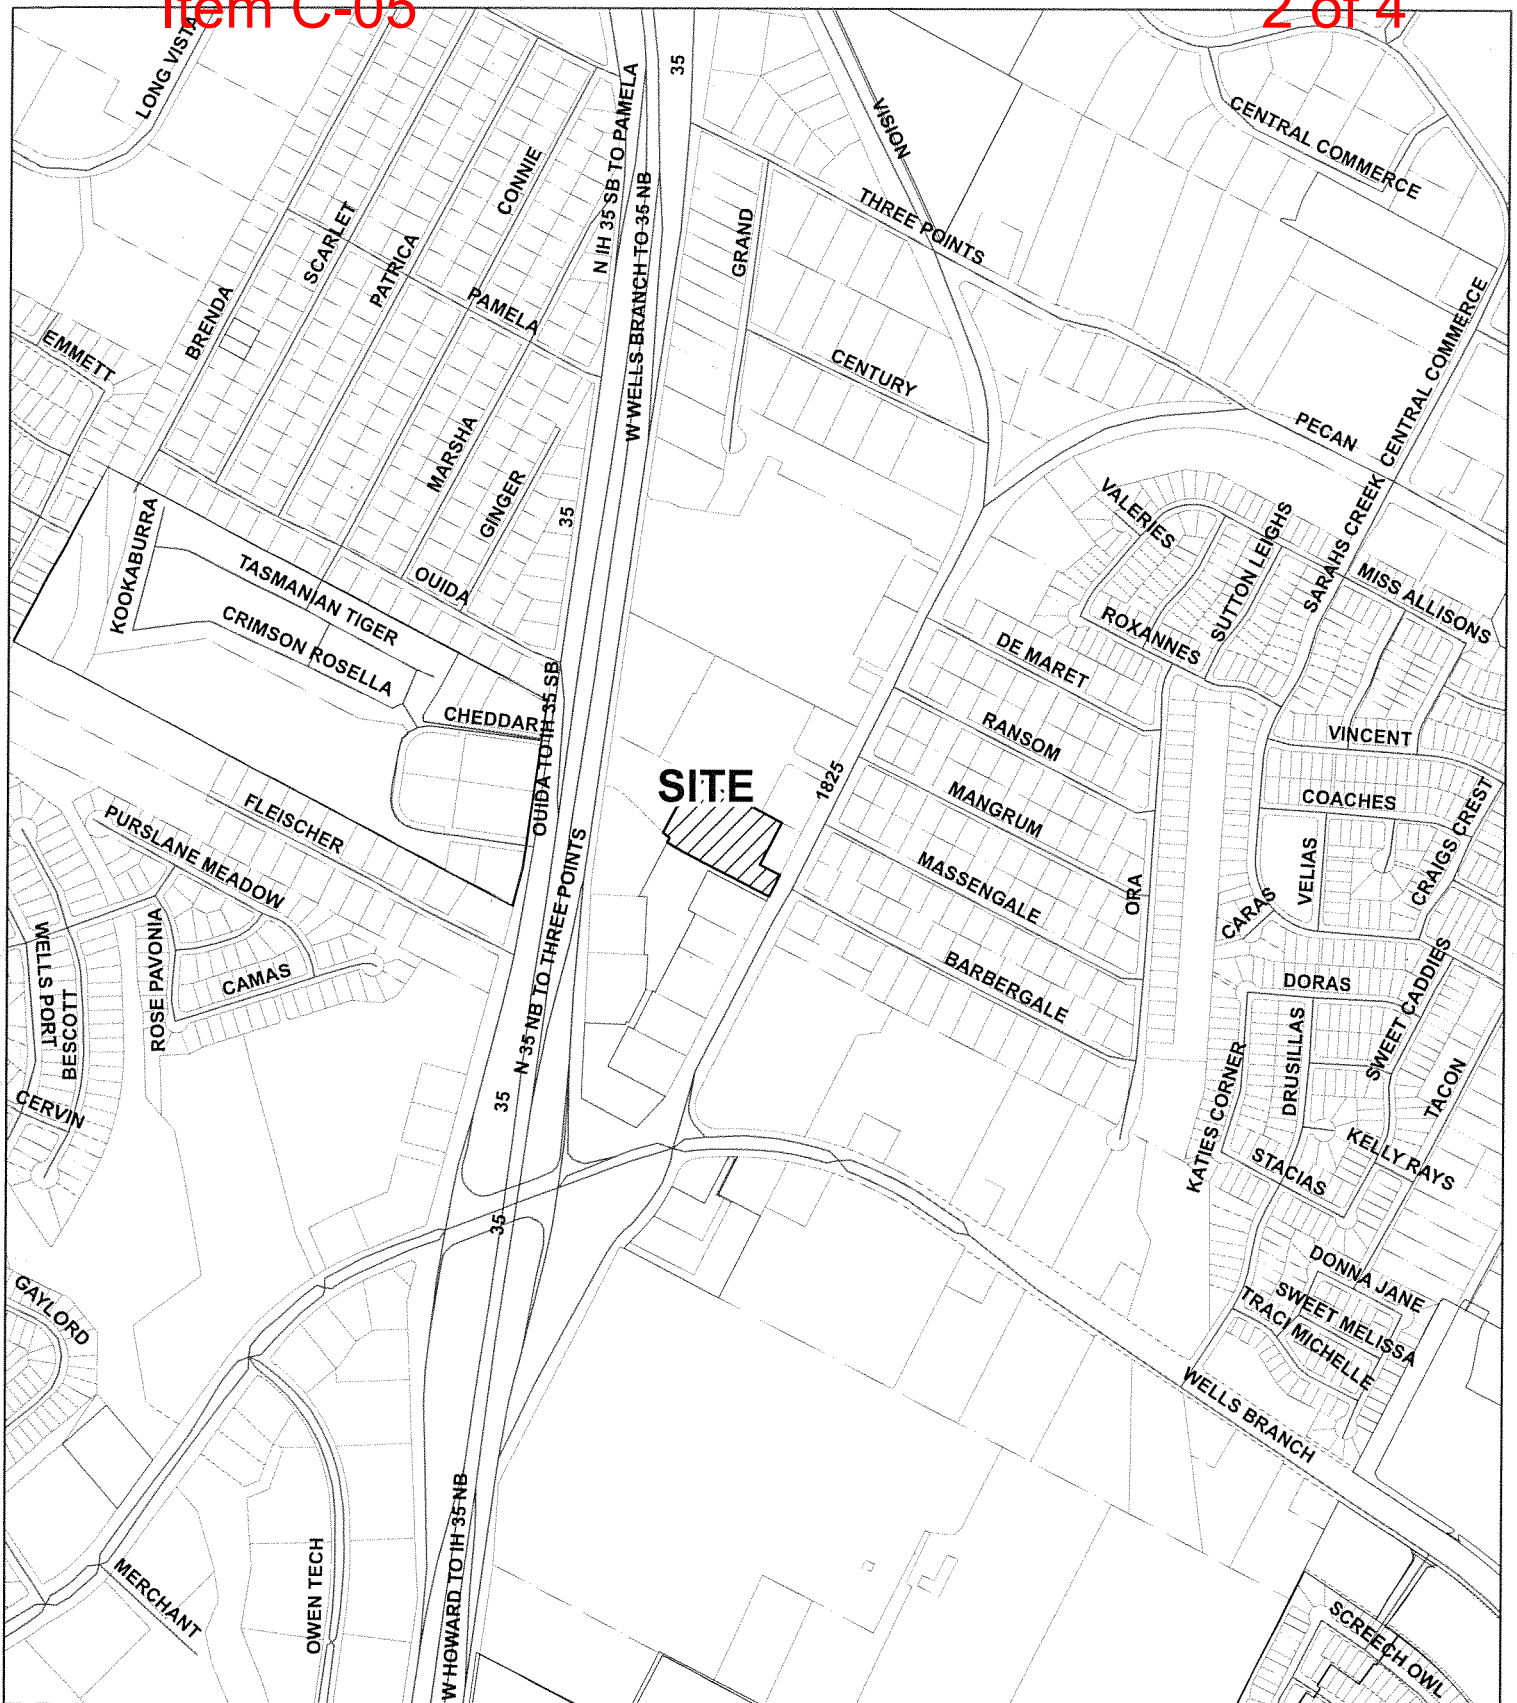 Item C-05
2 of 4
LONG VISTA
35
N IH 35 SB TO PAMELA
W WELLS BRANCH TO 35 NB
VISION
CENTRAL COMMERCE
THREE POINTS
CONNIE
SCARLET
PATRICA
GRAND
PAMELA
BRENDA
EMMETT
CENTURY
CENTRAL COMMERCE
PECAN
MARSHA
GINGER
35
KOOKABURRA
TASMANIAN TIGER
OUIDA
CRIMSON ROSELLA
VALERIES
SUTTON LEIGHS
SARAHS CREEK
MISS ALLISONS
ROXANNES
DE MARET
CHEDDAR
OUIDA TO IH 35 SB
RANSOM
VINCENT
SITE
1825
MANGRUM
COACHES
CRAIGS CREST
FLEISCHER
PURSLANE MEADOW
N 35 NB TO THREE POINTS
MASSENGALE
ORA
VELIAS
CARAS
WELLS PORT
BESCOTT
ROSE PAVONIA
CAMAS
BARBERGALE
DORAS
SWEET CADDIES
DRUSILLAS
KATIES CORNER
TACON
CERVIN
35
KELLY RAYS
STACIAS
35
DONNA JANE
GAYLORD
SWEET MELISSA
TRACI MICHELLE
WELLS BRANCH
W HOWARD TO IH 35 NB
OWEN TECH
MERCHANT
SCREECH OWL